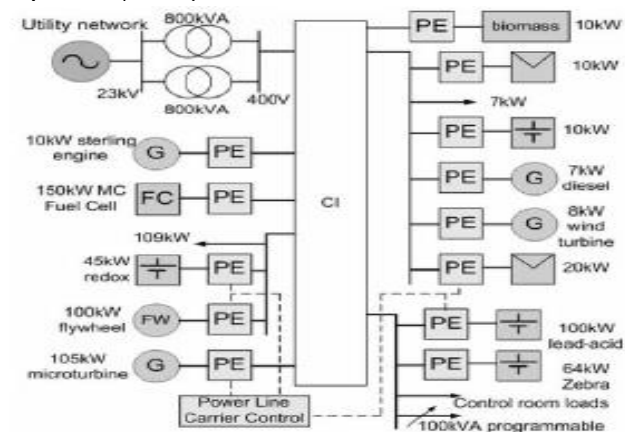 Utility network
800kVA
800kVA
23kV
400V
10kW sterling
engine
G
PE
150kW MC
Fuel Cell
FC
PE
109kW
45kW
redox
PE
100kW
flywheel
FW
PE
105kW
microturbine
G
PE
Power Line
Carrier Control
CI
PE
biomass
10kW
PE
10kW
7kW
PE
10kW
PE
G
7kW
diesel
PE
G
8kW
wind
turbine
PE
20kW
PE
100kW
lead-acid
PE
64kW
Zebra
Control room loads
100kVA programmable